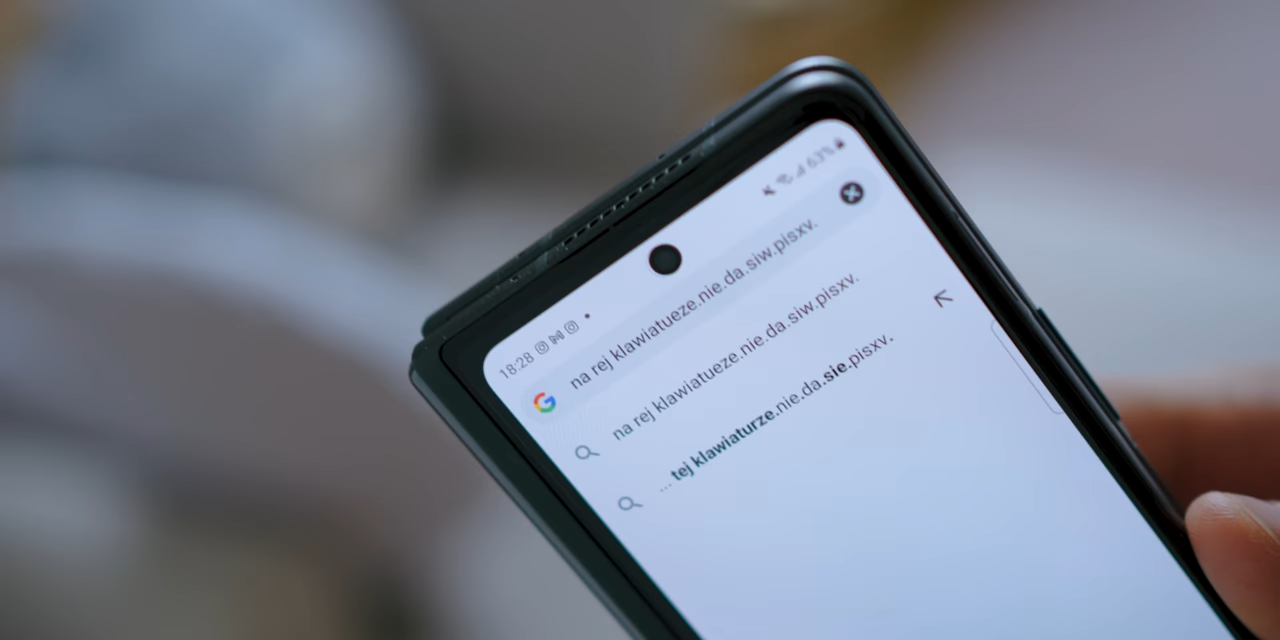 18:28
63%
na rej klawiatueze.nie.da.siw.pisxv.
na rej klawiatueze.nie.da.siw.pisxv.
... tej klawiaturze.nie.da.sie.pisxv.